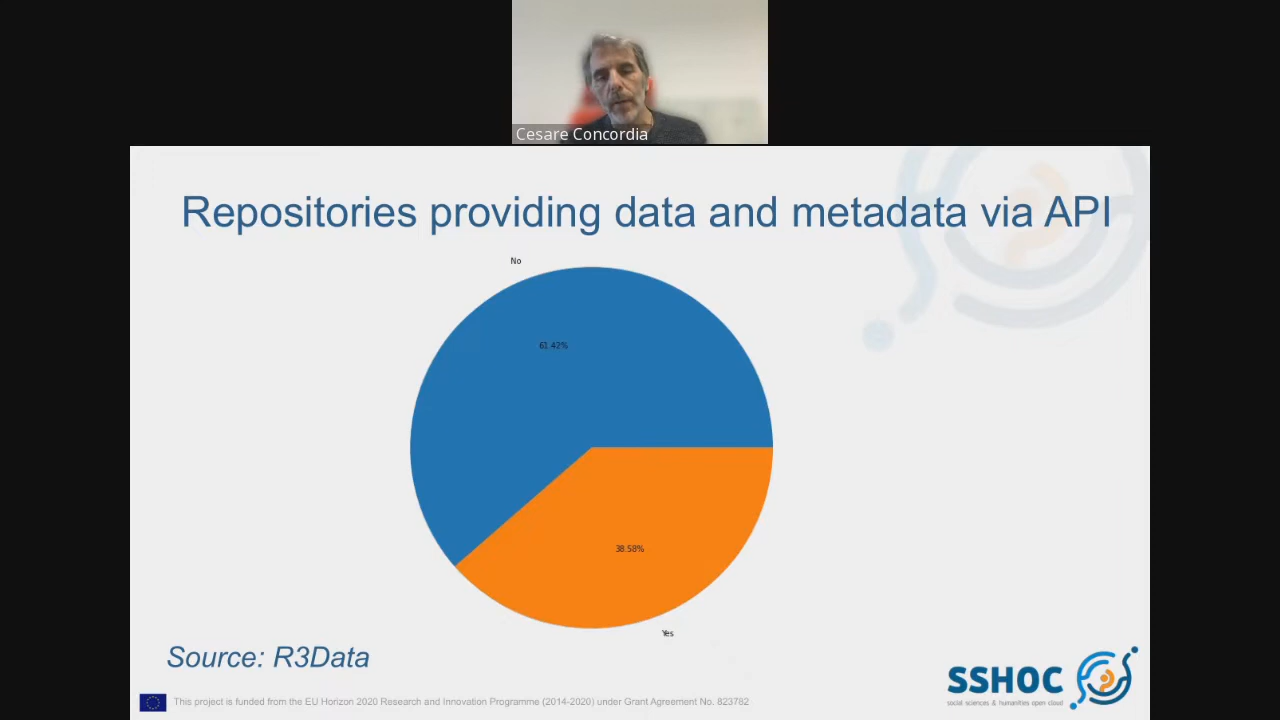 Cesare Concordia
Repositories providing data and metadata via API
No
61.42%
38.58%
Yes
Source: R3Data
SSHOC
social sciences & humanities open cloud
This project is funded from the EU Horizon 2020 Research and Innovation Programme (2014-2020) under Grant Agreement No. 823782